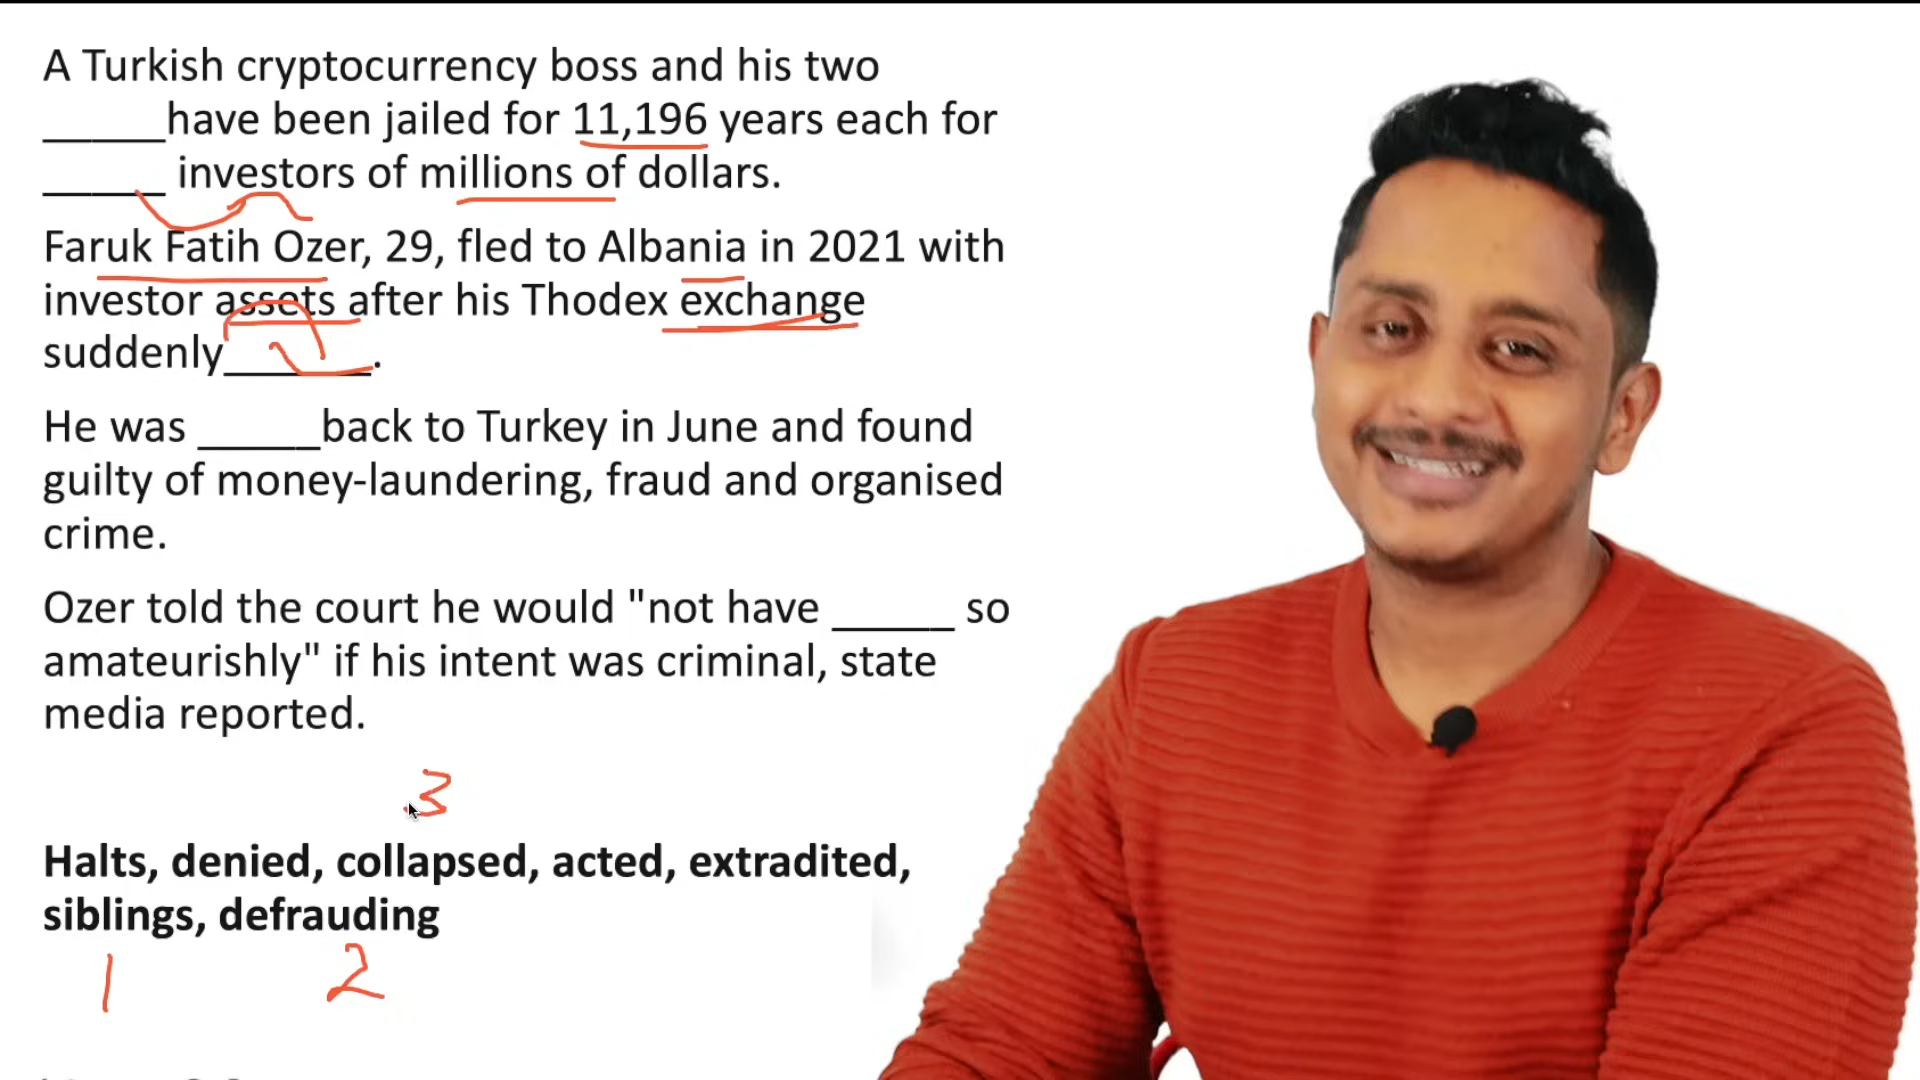 A Turkish cryptocurrency boss and his two
_____have been jailed for 11,196 years each for
_____ investors of millions of dollars.
Faruk Fatih Ozer, 29, fled to Albania in 2021 with
investor assets after his Thodex exchange
suddenly______.
He was _____back to Turkey in June and found
guilty of money-laundering, fraud and organised
crime.
Ozer told the court he would "not have _____ so
amateurishly" if his intent was criminal, state
media reported.
3
Halts, denied, collapsed, acted, extradited,
siblings, defrauding
1 2